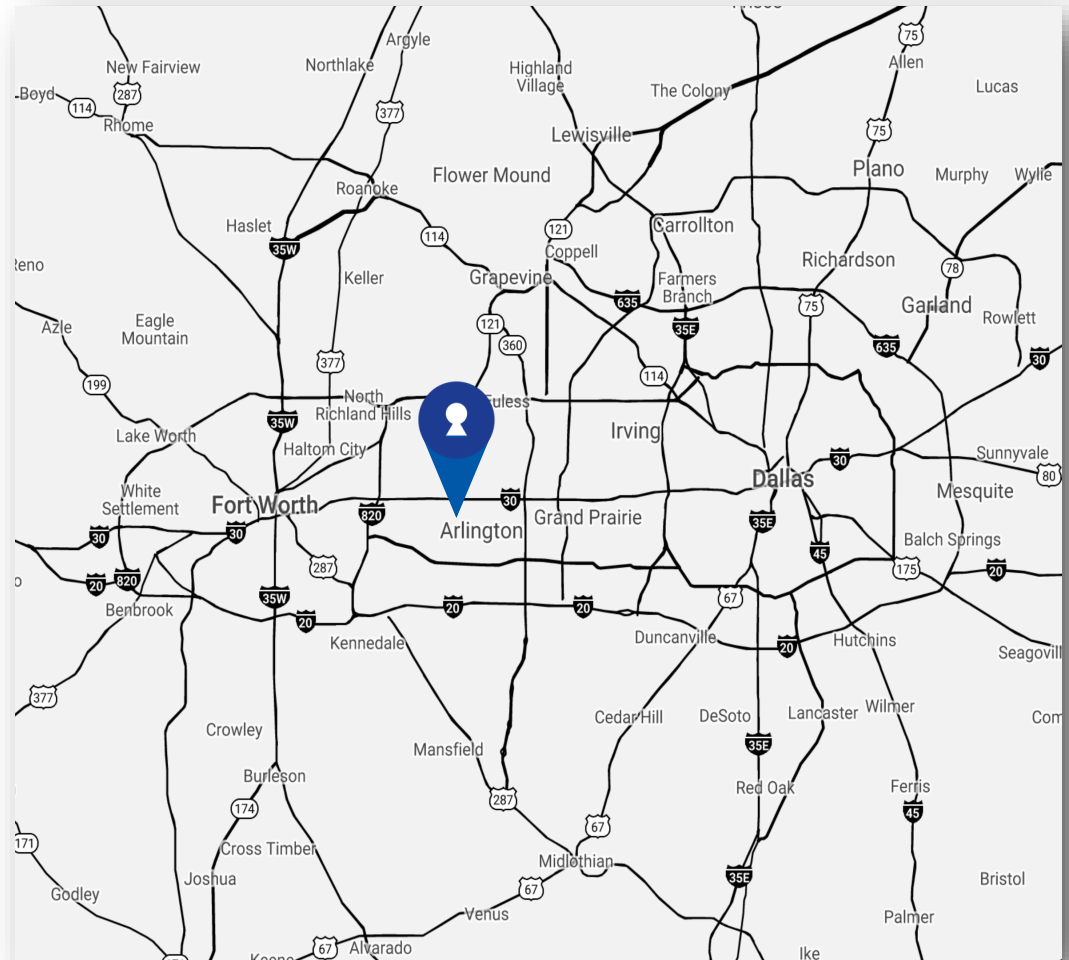 75
Argyle
Allen
New Fairview
Northlake
Highland
Village
Lucas
Boyd
287
The Colony
114
377
Rhome
75
Lewisville
Plano
Flower Mound
Murphy
Wylie
Roanoke
Haslet
121
Carrollton
114
35W
Coppell
Richardson
78
Keller
Grapevine
Farmers
Branch
635
75
Garland
Rowlett
Azle
Eagle
Mountain
121
35E
360
635
30
377
114
199
North
Richland Hills
Euless
35W
Lake Worth
Irving
Haltom City
30
Sunnyvale
80
White
Settlement
Fort Worth
Dallas
Mesquite
30
820
Grand Prairie
35E
Arlington
30
30
45
Balch Springs
287
175
20
20
820
35W
67
Benbrook
20
20
20
Kennedale
Duncanville
20
Hutchins
Seagovil
377
Cedar Hill
DeSoto
Lancaster
Wilmer
Crowley
Mansfield
35E
Com
Burleson
Red Oak
Ferris
174
287
45
67
171
Cross Timber
Midlothian
Joshua
35E
Bristol
Godley
67
Venus
Palmer
67
Alvarado
Ike